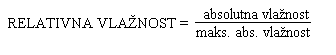 RELATIVNA VLAŽNOST = absolutna vlažnost
maks. abs. vlažnost